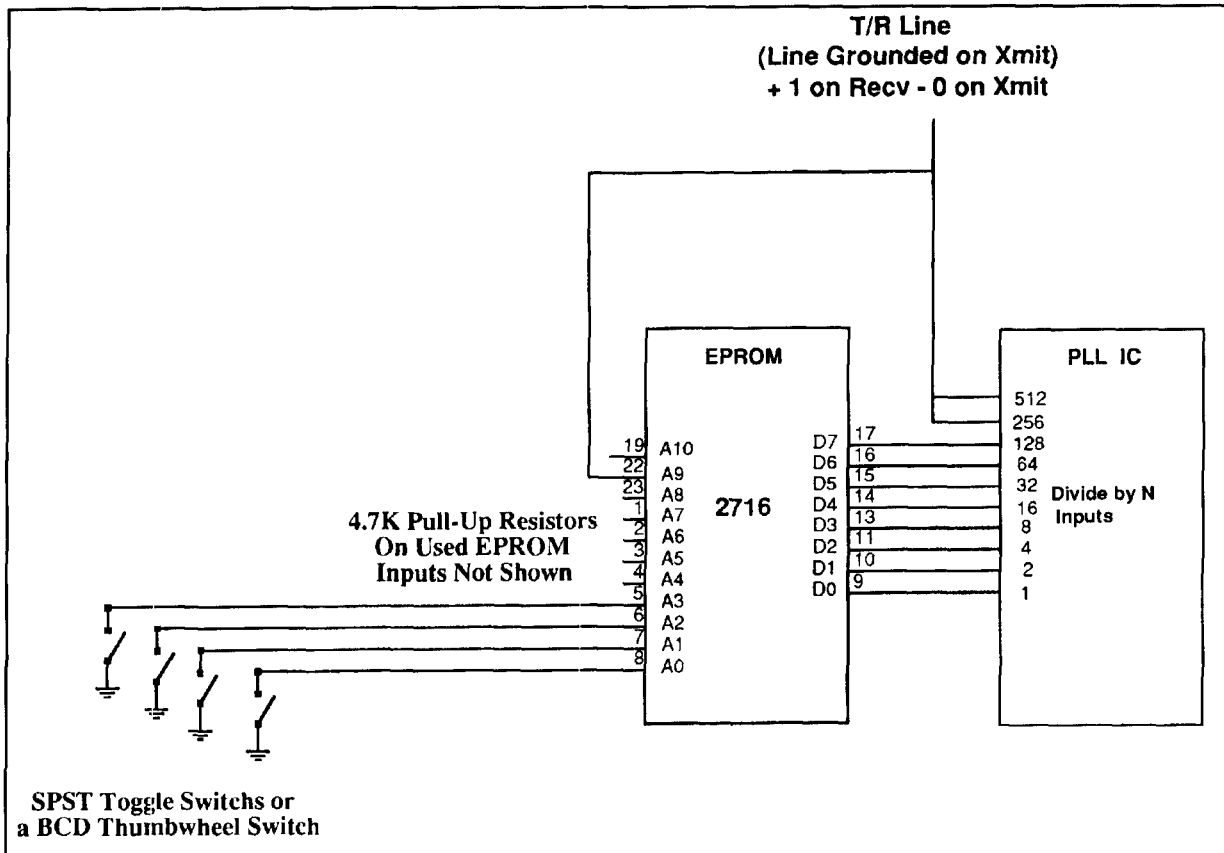 T/R Line
(Line Grounded on Xmit)
+ 1 on Recv - 0 on Xmit
EPROM
2716
19 A10
22 A9
23 A8
1 A7
2 A6
3 A5
4 A4
5 A3
6 A2
7 A1
8 A0
D7 17
D6 16
D5 15
D4 14
D3 13
D2 11
D1 10
D0 9
PLL IC
512
256
128
64
32
16
8
4
2
1
Divide by N
Inputs
4.7K Pull-Up Resistors
On Used EPROM
Inputs Not Shown
SPST Toggle Switchs or
a BCD Thumbwheel Switch